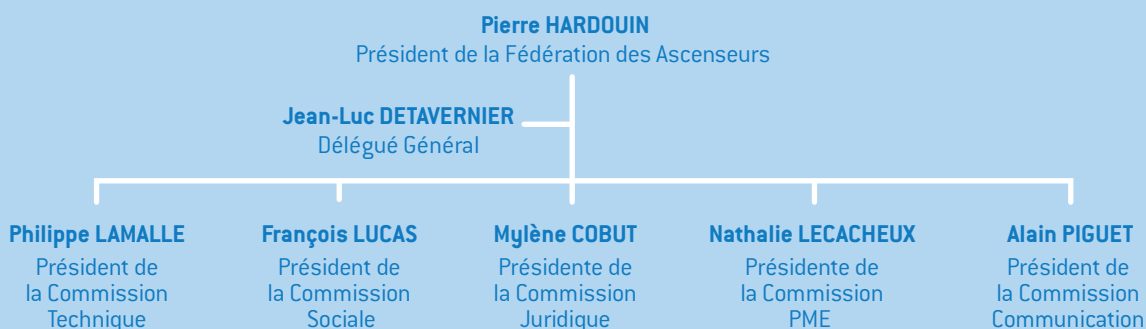 Pierre HARDOUIN
Président de la Fédération des Ascenseurs
Jean-Luc DETAVERNIER
Délégué Général
Philippe LAMALLE
Président de
la Commission
Technique
François LUCAS
Président de
la Commission
Sociale
Mylène COBUT
Présidente de
la Commission
Juridique
Nathalie LECACHEUX
Présidente de
la Commission
PME
Alain PIGUET
Président de
la Commission
Communication